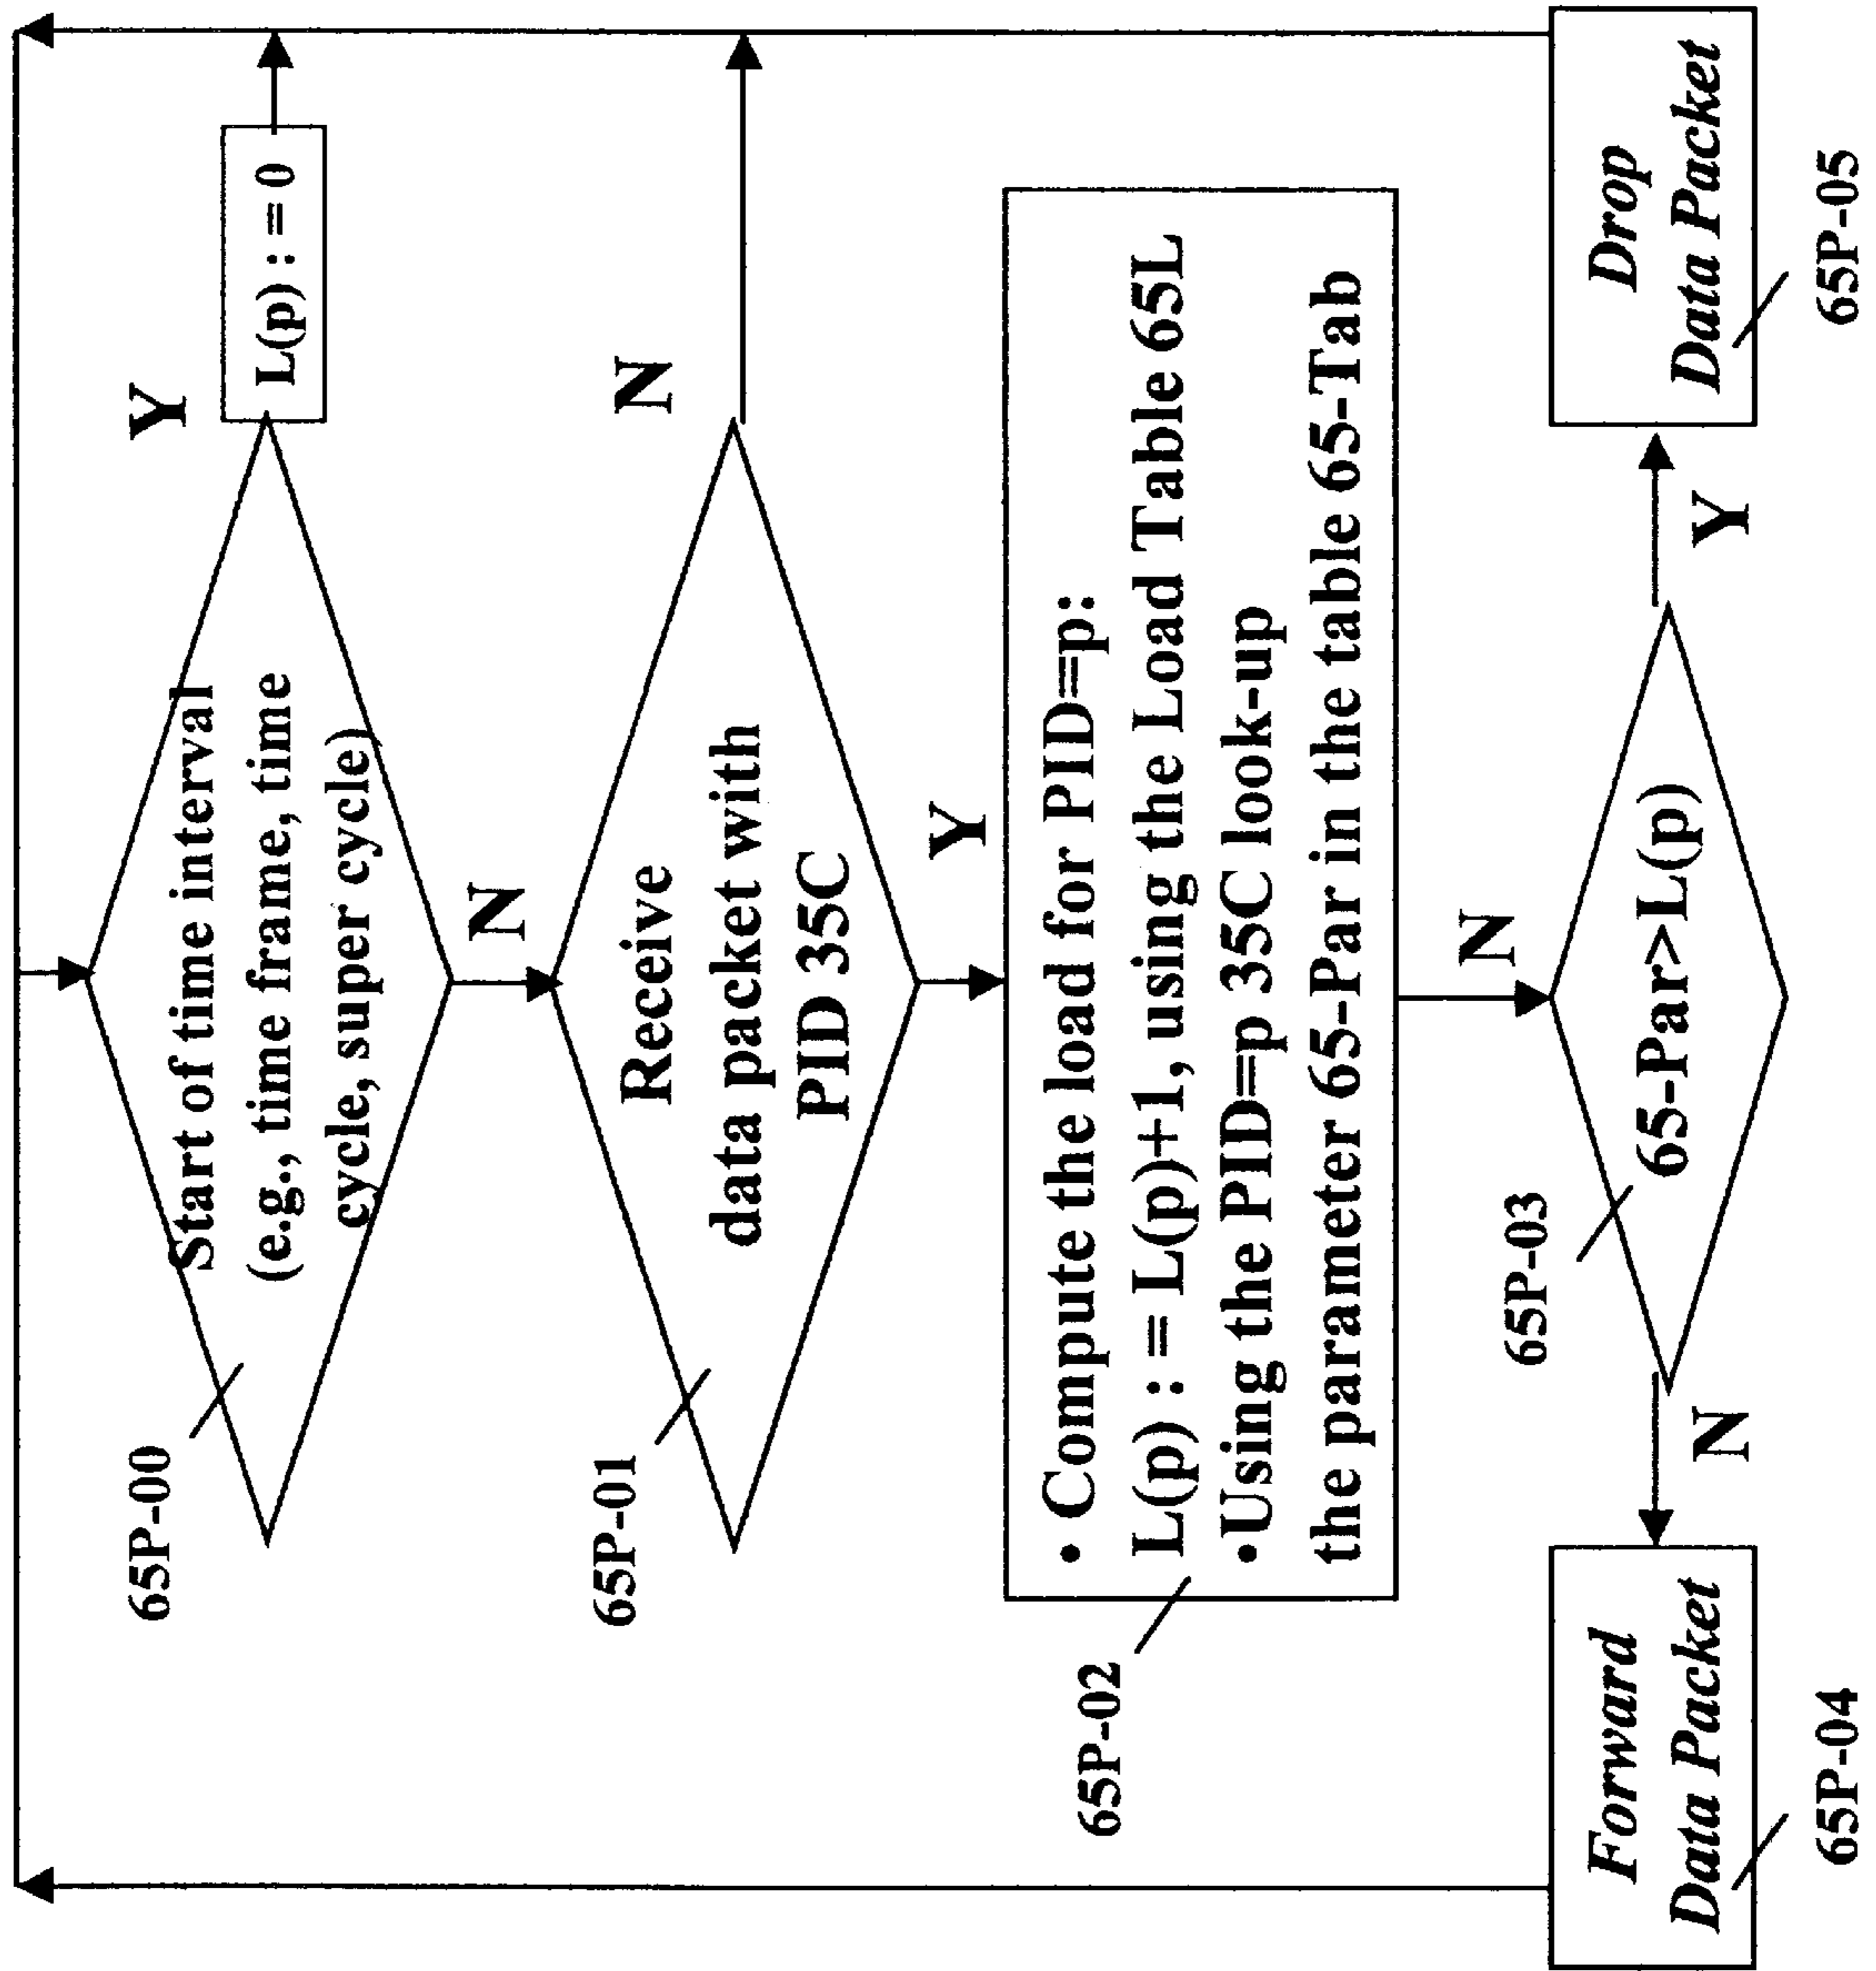 65P-00
Start of time interval
(e.g., time frame, time
cycle, super cycle)
Y
L(p) : = 0
N
65P-01
Receive
data packet with
PID 35C
N
Y
65P-02
• Compute the load for PID=p:
L(p) : = L(p)+1, using the Load Table 65L
•Using the PID=p 35C look-up
the parameter 65-Par in the table 65-Tab
N
65P-03
65-Par>L(p)
N
Y
Forward
Data Packet
65P-04
Drop
Data Packet
65P-05